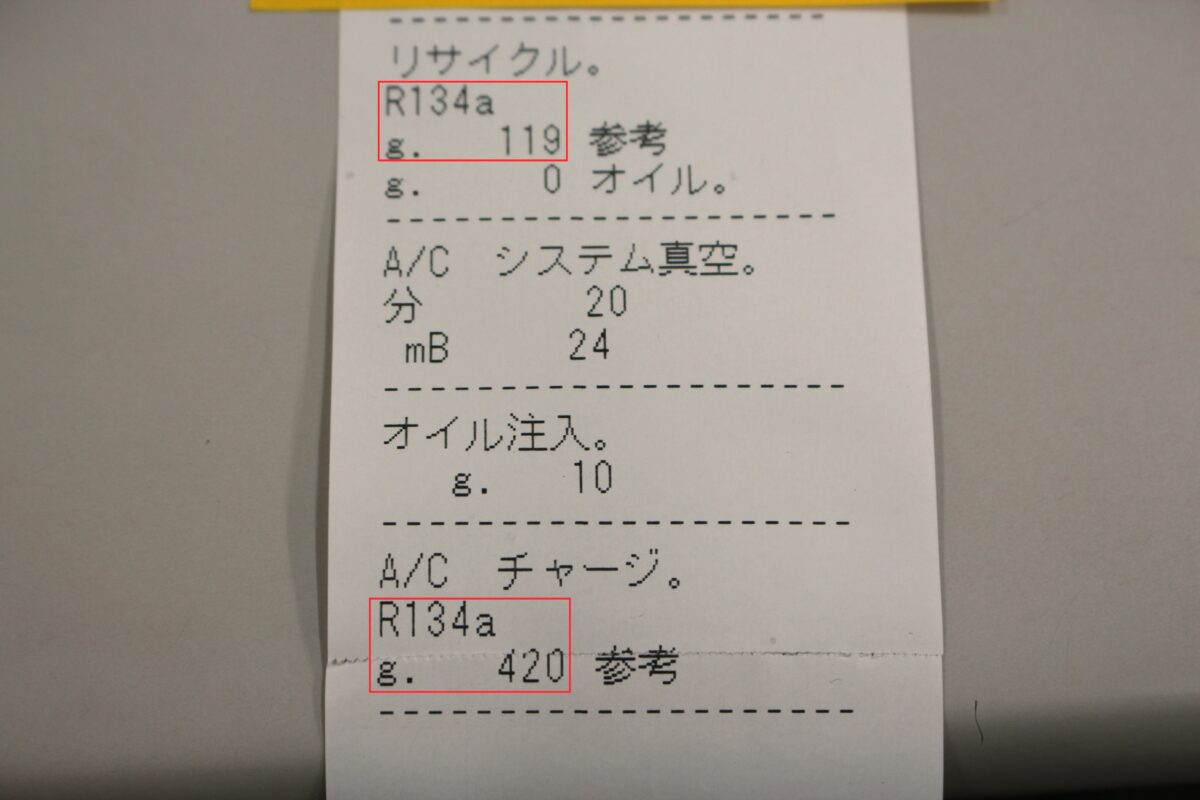 リサイクル。
R134a
g. 119 参考
g. 0 オイル。
A/C システム真空。
分 20
mB 24
オイル注入。
g. 10
A/C チャージ。
R134a
g. 420 参考